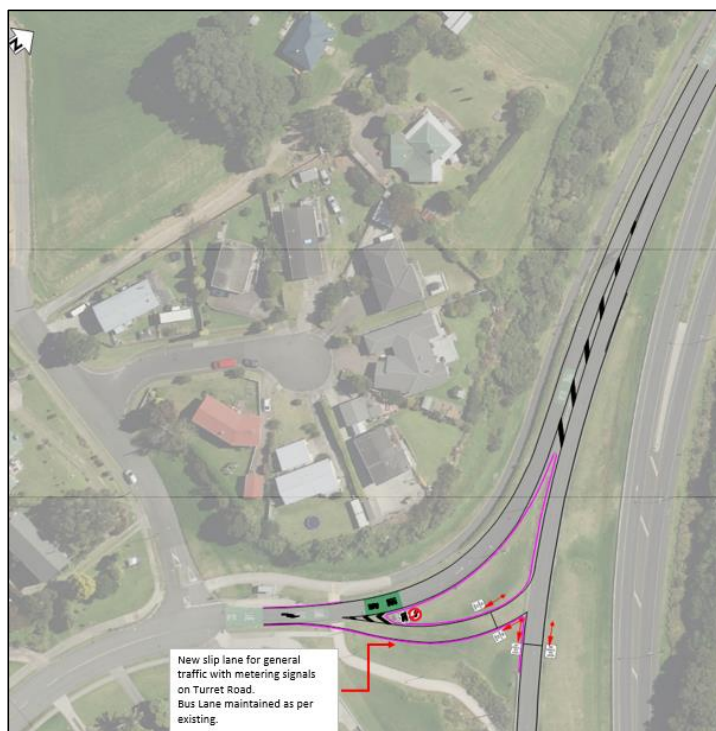 N
New slip lane for general
traffic with metering signals
on Turret Road.
Bus Lane maintained as per
existing.